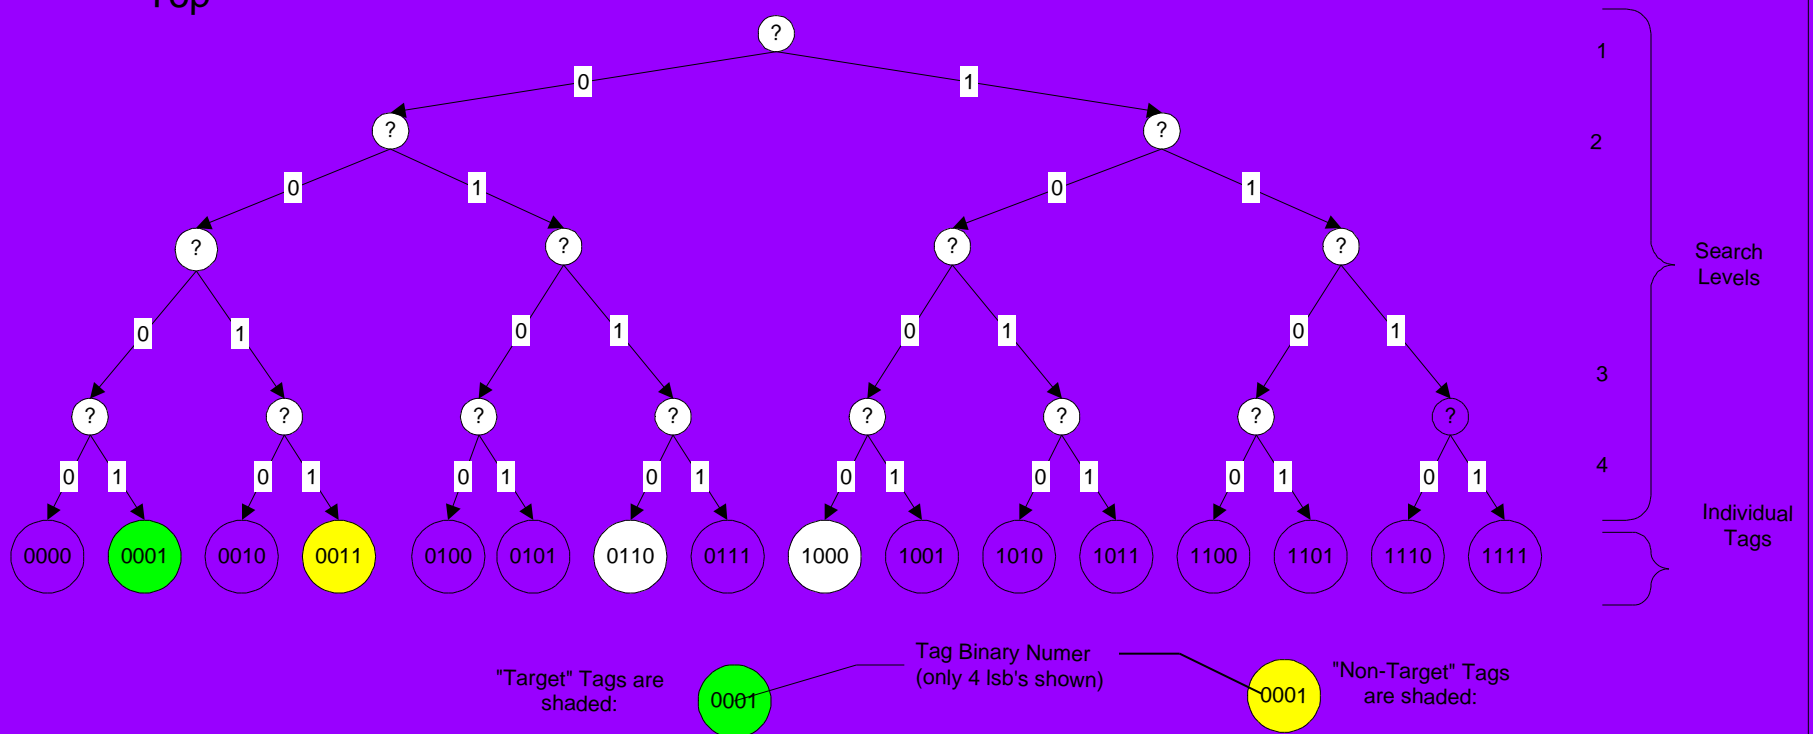 Top
?
1
0 1
? ?
2
0 1 0 1
? ? ? ?
Search
Levels
0 1 0 1 0 1 0 1
3
? ? ? ? ? ? ? ?
4
0 1 0 1 0 1 0 1 0 1 0 1 0 1 0 1
Individual
Tags
0000 0001 0010 0011 0100 0101 0110 0111 1000 1001 1010 1011 1100 1101 1110 1111
"Target" Tags are
shaded:
0001
Tag Binary Numer
(only 4 lsb's shown)
0001
"Non-Target" Tags
are shaded: